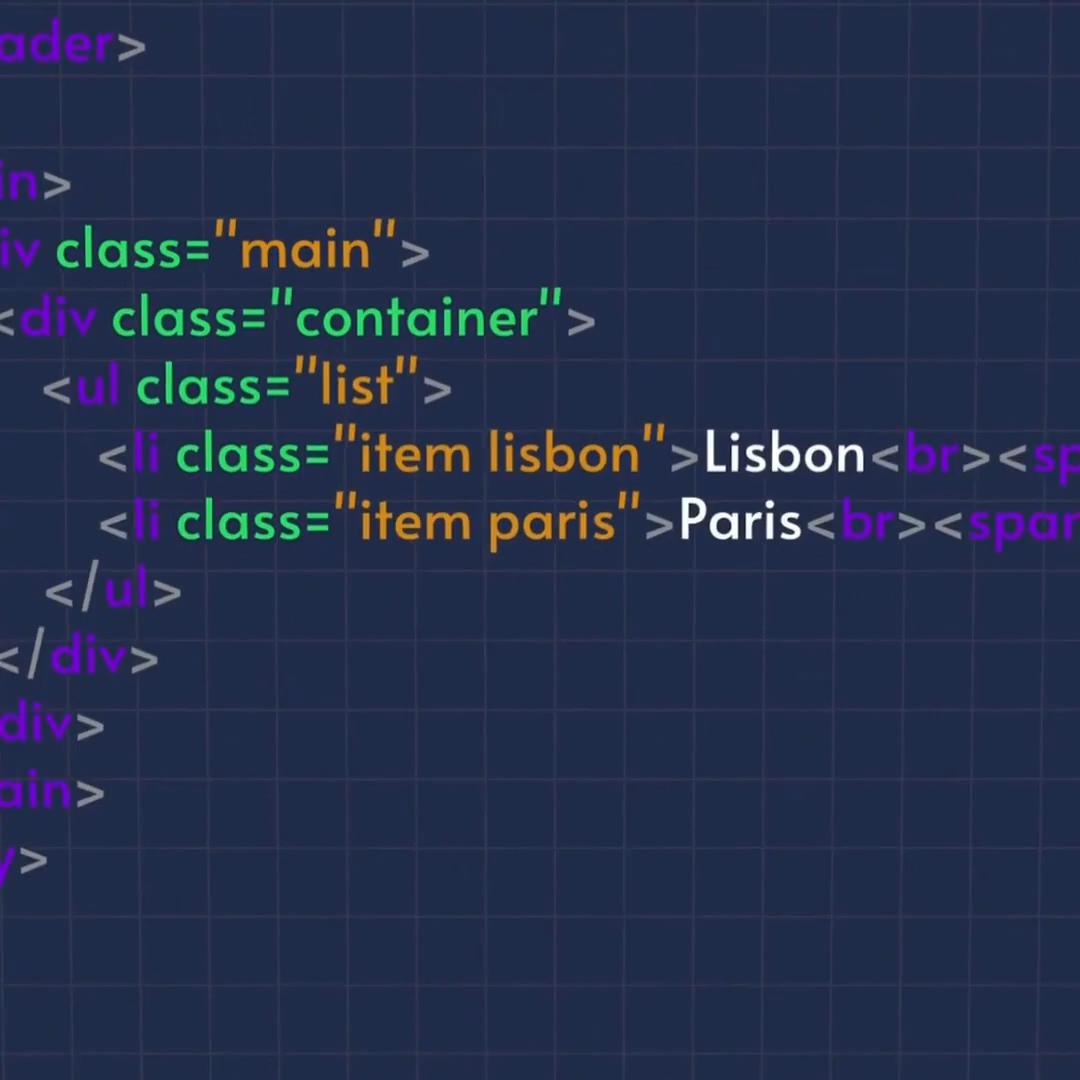 ader>
in>
iv class="main">
<div class="container">
<ul class="list">
<li class="item lisbon">Lisbon<br><sp
<li class="item paris">Paris<br><span
</ul>
</div>
div>
ain>
y>